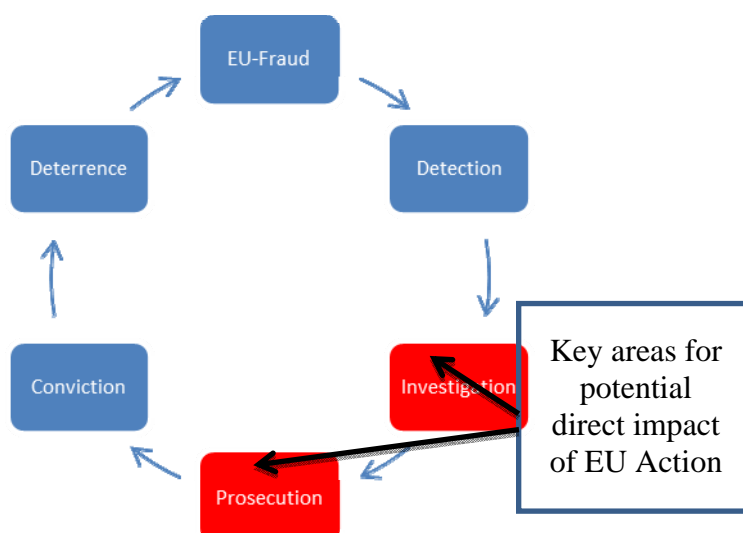 EU-Fraud
Deterrence
Detection
Conviction
Investigation
Prosecution
Key areas for
potential
direct impact
of EU Action